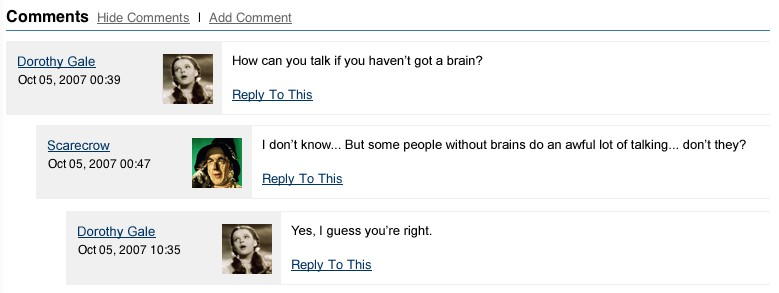 Comments Hide Comments | Add Comment
Dorothy Gale
Oct 05, 2007 00:39
How can you talk if you haven’t got a brain?
Reply To This
Scarecrow
Oct 05, 2007 00:47
I don’t know... But some people without brains do an awful lot of talking... don’t they?
Reply To This
Dorothy Gale
Oct 05, 2007 10:35
Yes, I guess you’re right.
Reply To This